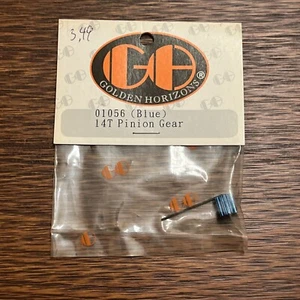 3.49
GH
GOLDEN HORIZONS®
01056 (Blue)
14T Pinion Gear